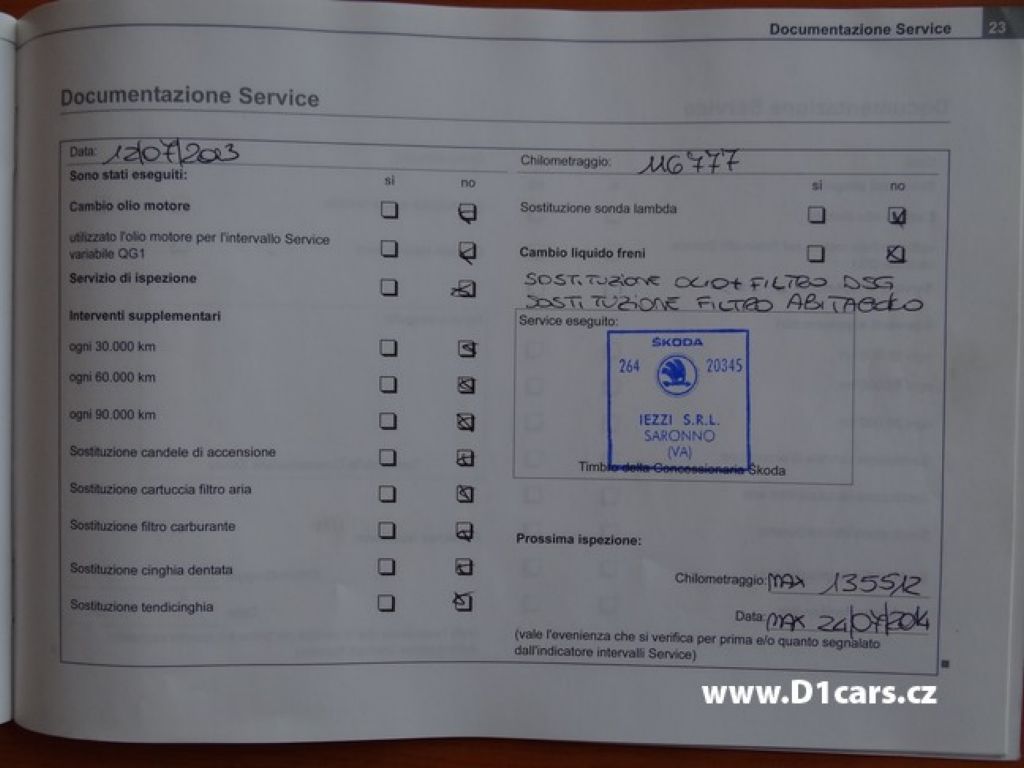 Documentazione Service 23
Documentazione Service
Data: 12/07/2013
Chilometraggio: 116777
Sono stati eseguiti: si no
Cambio olio motore
utilizzato l'olio motore per l'intervallo Service
variabile QG1
Servizio di ispezione
Interventi supplementari
ogni 30.000 km
ogni 60.000 km
ogni 90.000 km
Sostituzione candele di accensione
Sostituzione cartuccia filtro aria
Sostituzione filtro carburante
Sostituzione cinghia dentata
Sostituzione tendicinghia
si no
Sostituzione sonda lambda
Cambio liquido freni
SOSTITUZIONE OLIO+FILTRO DSG
SOSTITUZIONE FILTRO ABITACOLO
Service eseguito:
ŠKODA
264 20345
IEZZI S.R.L.
SARONNO
(VA)
Timbro della Concessionaria Škoda
Prossima ispezione:
Chilometraggio: MAX 135512
Data: MAX 24/07/2014
(vale l'evenienza che si verifica per prima e/o quanto segnalato
dall'indicatore intervalli Service)
www.D1cars.cz